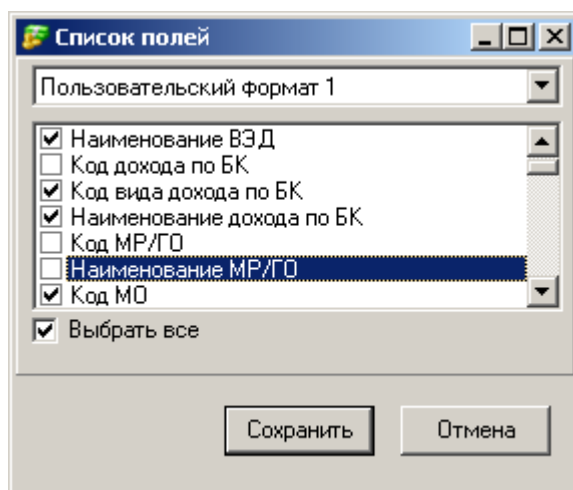 Список полей
Пользовательский формат 1
Наименование ВЭД
Код дохода по БК
Код вида дохода по БК
Наименование дохода по БК
Код МР/ГО
Наименование МР/ГО
Код МО
Выбрать все
Сохранить
Отмена